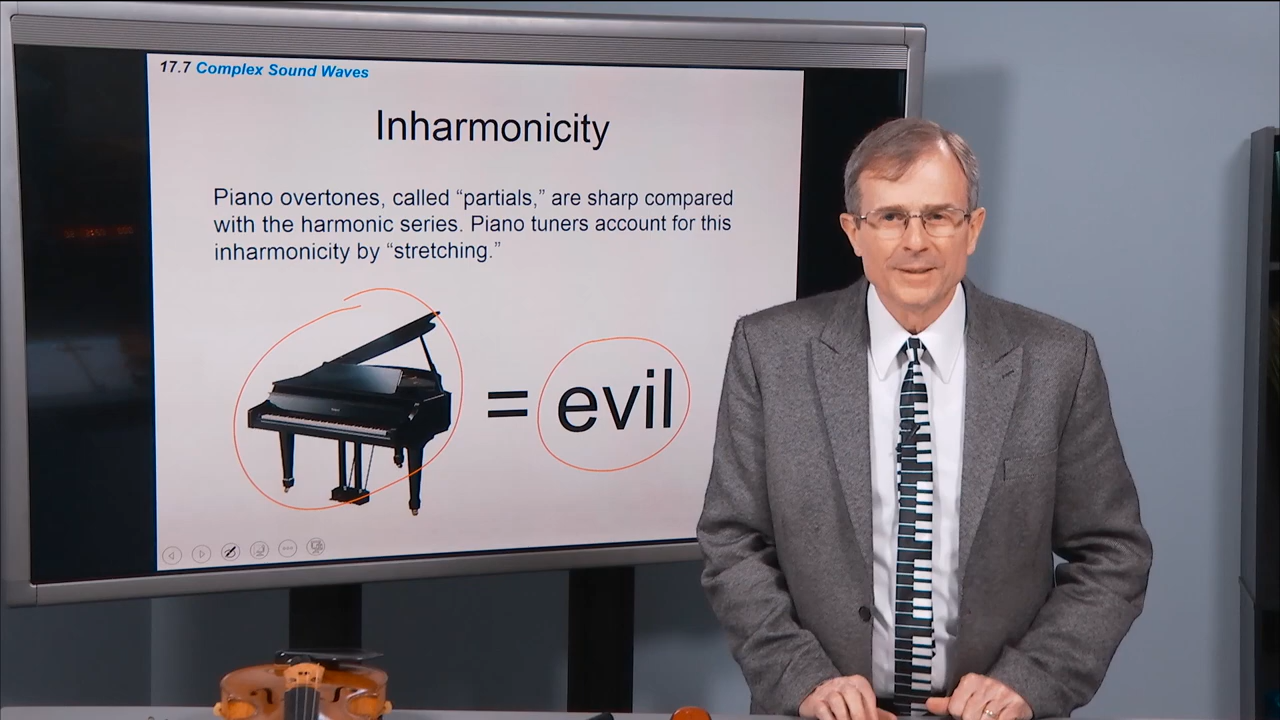 17.7 Complex Sound Waves
Inharmonicity
Piano overtones, called “partials,” are sharp compared
with the harmonic series. Piano tuners account for this
inharmonicity by “stretching.”
= evil